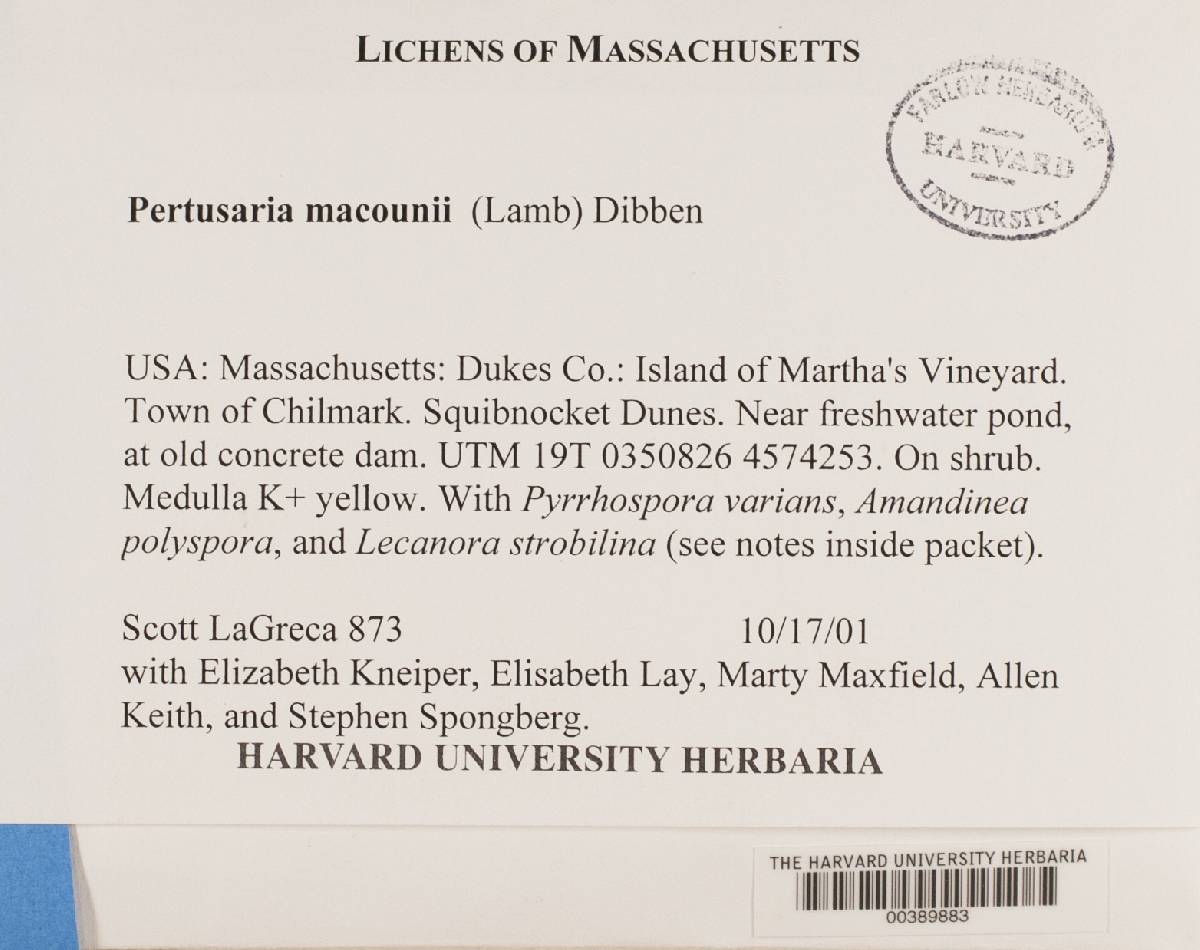 LICHENS OF MASSACHUSETTS
FARLOW HERBARIUM
HARVARD
UNIVERSITY
Pertusaria macounii (Lamb) Dibben
USA: Massachusetts: Dukes Co.: Island of Martha's Vineyard.
Town of Chilmark. Squibnocket Dunes. Near freshwater pond,
at old concrete dam. UTM 19T 0350826 4574253. On shrub.
Medulla K+ yellow. With Pyrrhospora varians, Amandinea
polyspora, and Lecanora strobilina (see notes inside packet).
Scott LaGreca 873 10/17/01
with Elizabeth Kneiper, Elisabeth Lay, Marty Maxfield, Allen
Keith, and Stephen Spongberg.
HARVARD UNIVERSITY HERBARIA
THE HARVARD UNIVERSITY HERBARIA
00389883